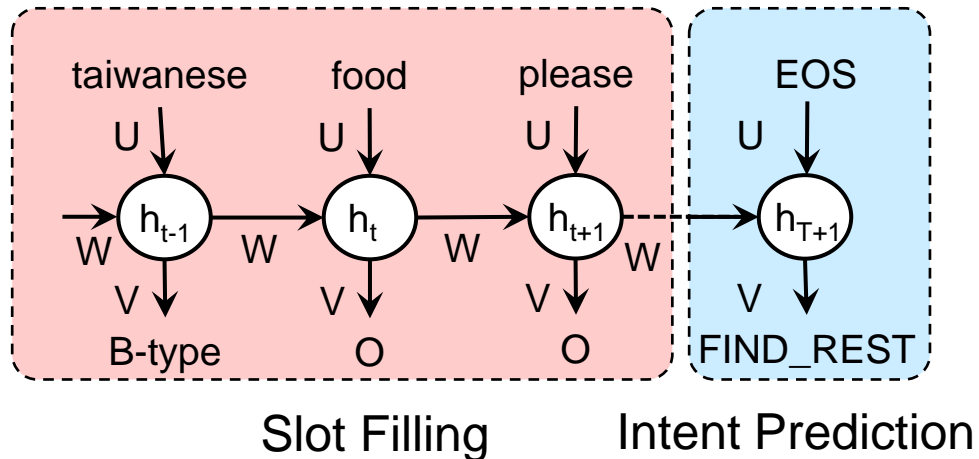 taiwanese food please EOS
U U U U
h_{t-1} h_t h_{t+1} h_{T+1}
W W W W
V V V V
B-type O O FIND_REST
Slot Filling Intent Prediction